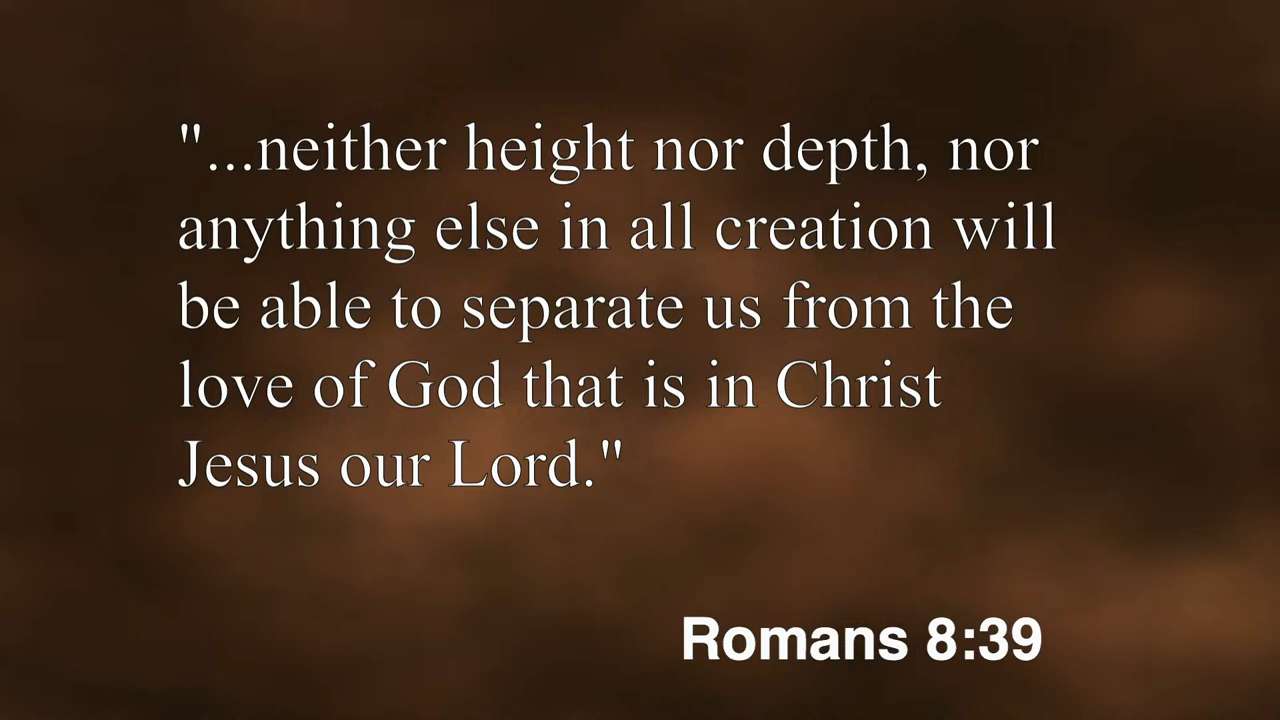 "...neither height nor depth, nor
anything else in all creation will
be able to separate us from the
love of God that is in Christ
Jesus our Lord."
Romans 8:39